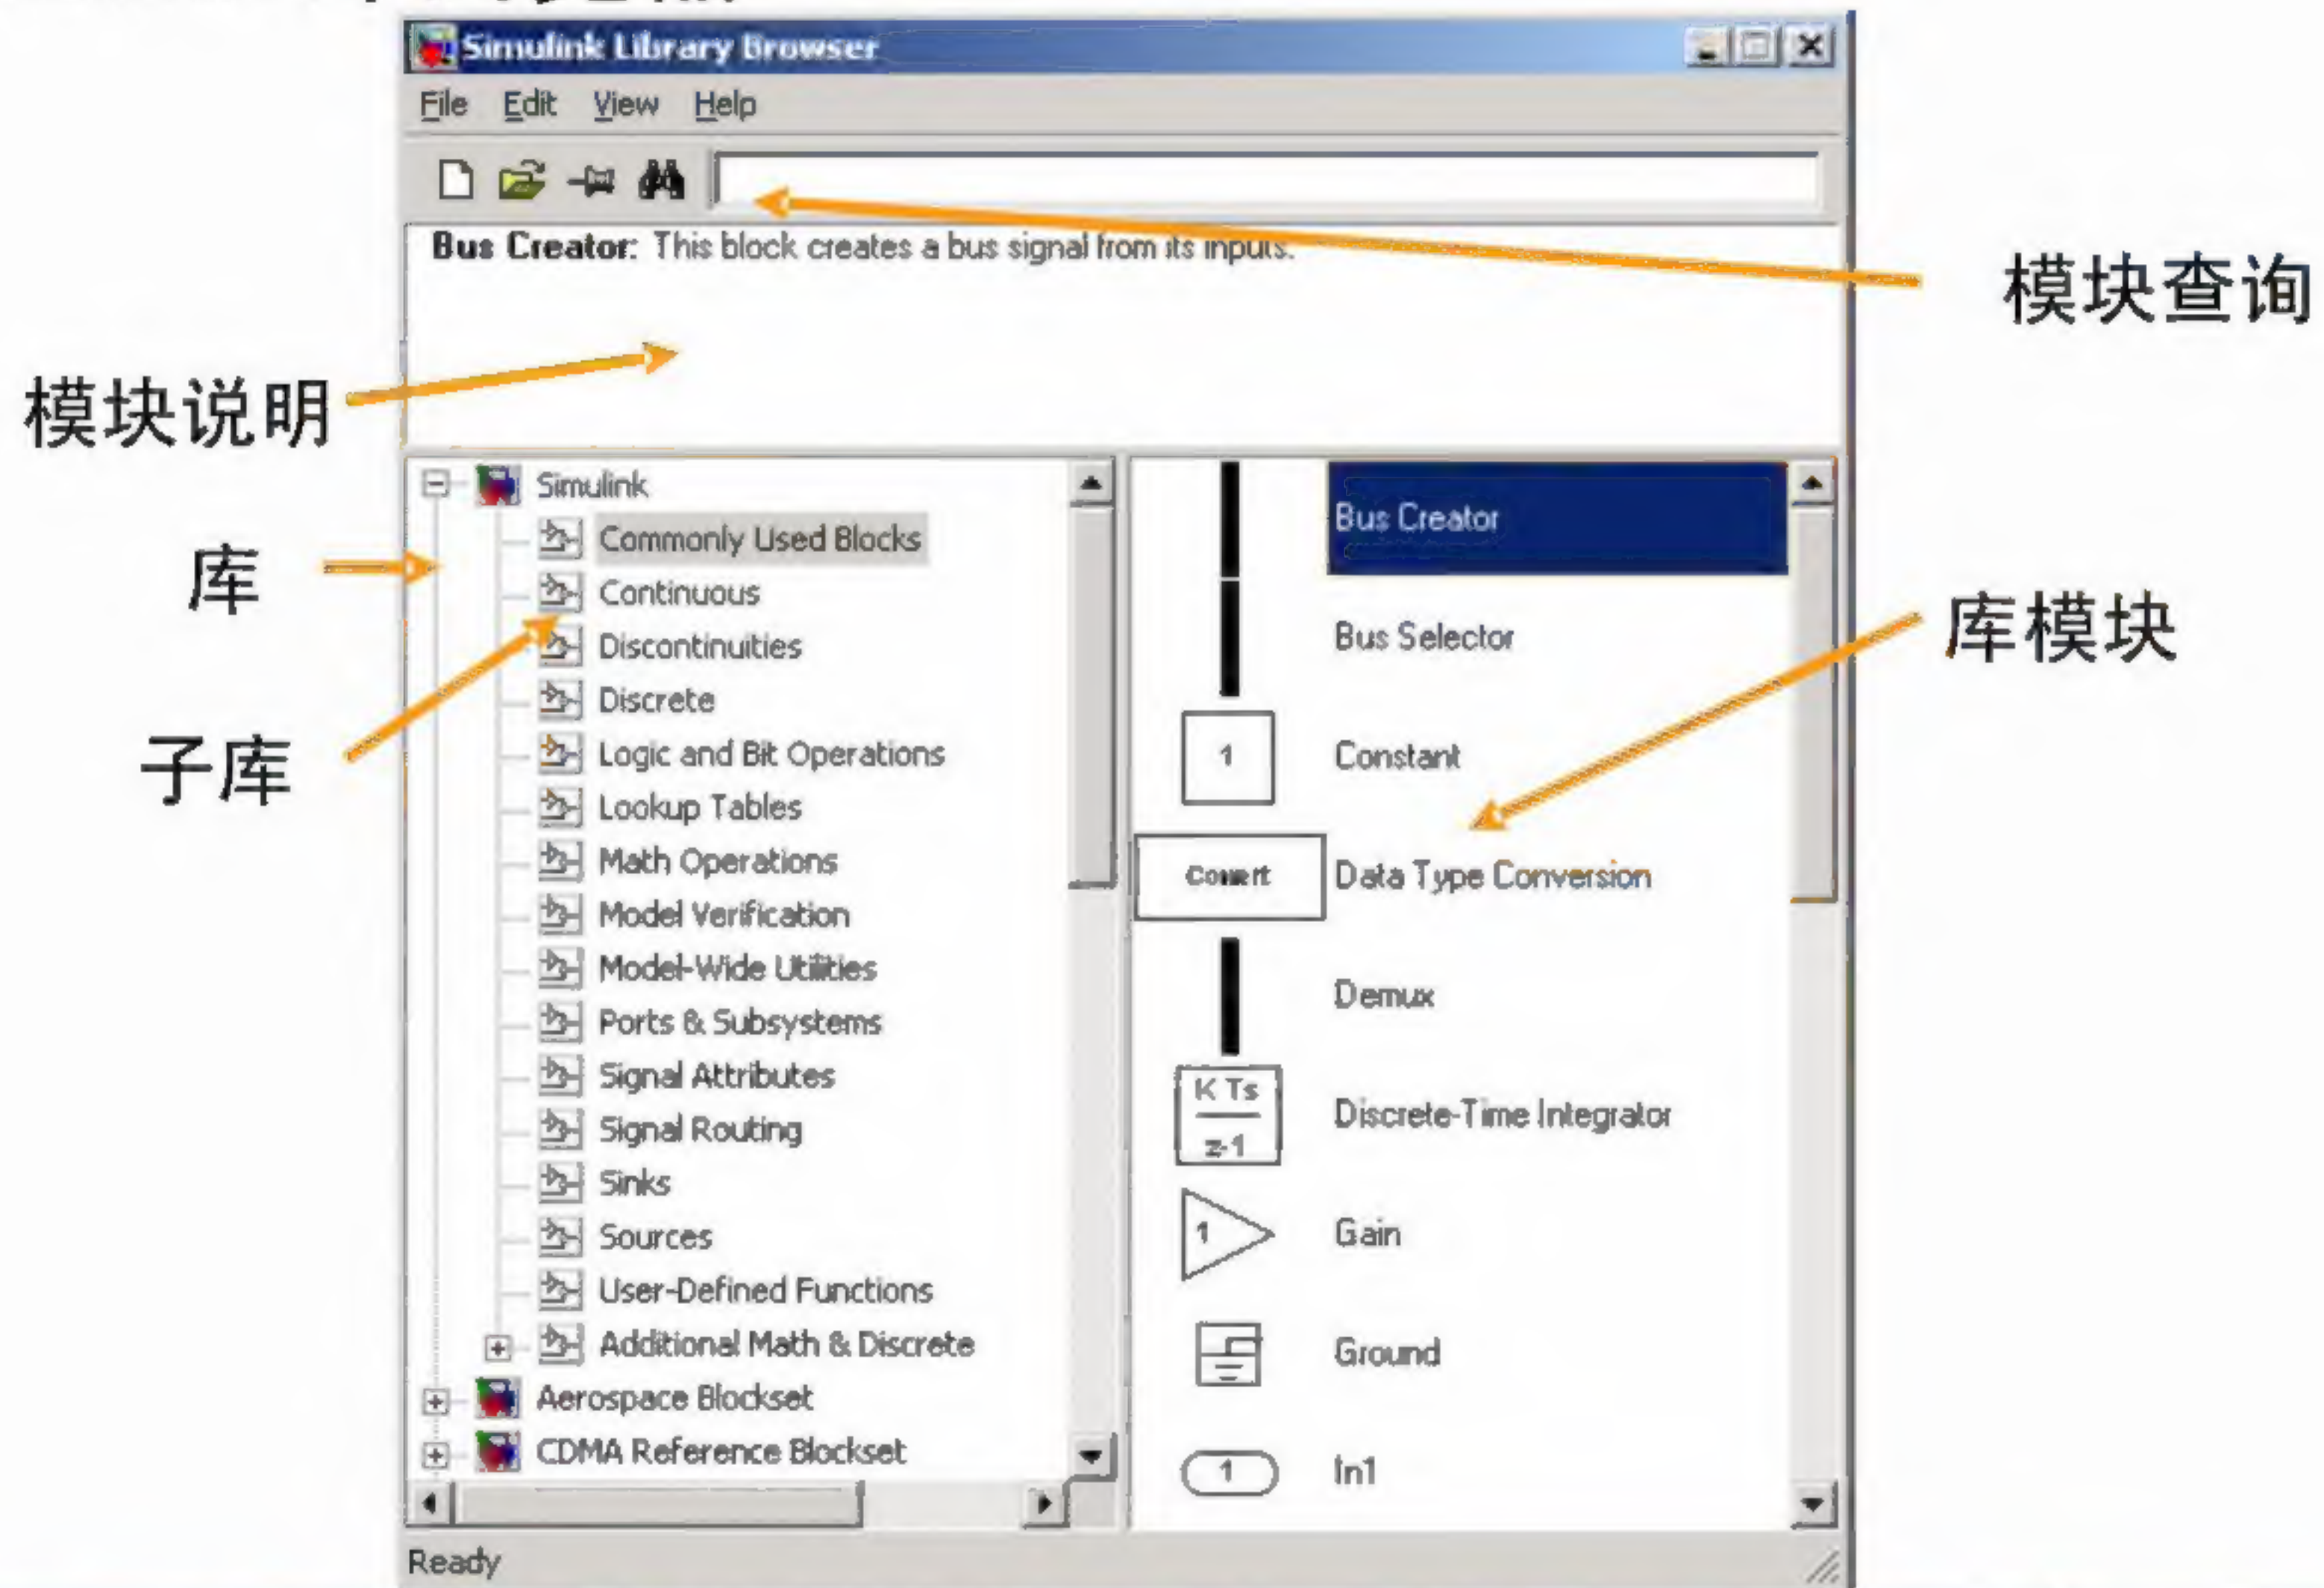 Simulink Library Browser
File Edit View Help
Bus Creator: This block creates a bus signal from its inputs.
模块查询
模块说明
库
子库
库模块
Simulink
Commonly Used Blocks
Continuous
Discontinuities
Discrete
Logic and Bit Operations
Lookup Tables
Math Operations
Model Verification
Model-Wide Utilities
Ports & Subsystems
Signal Attributes
Signal Routing
Sinks
Sources
User-Defined Functions
Additional Math & Discrete
Aerospace Blockset
CDMA Reference Blockset
Bus Creator
Bus Selector
1 Constant
Convert Data Type Conversion
Demux
K Ts
z-1
Discrete-Time Integrator
1 Gain
Ground
1 In1
Ready